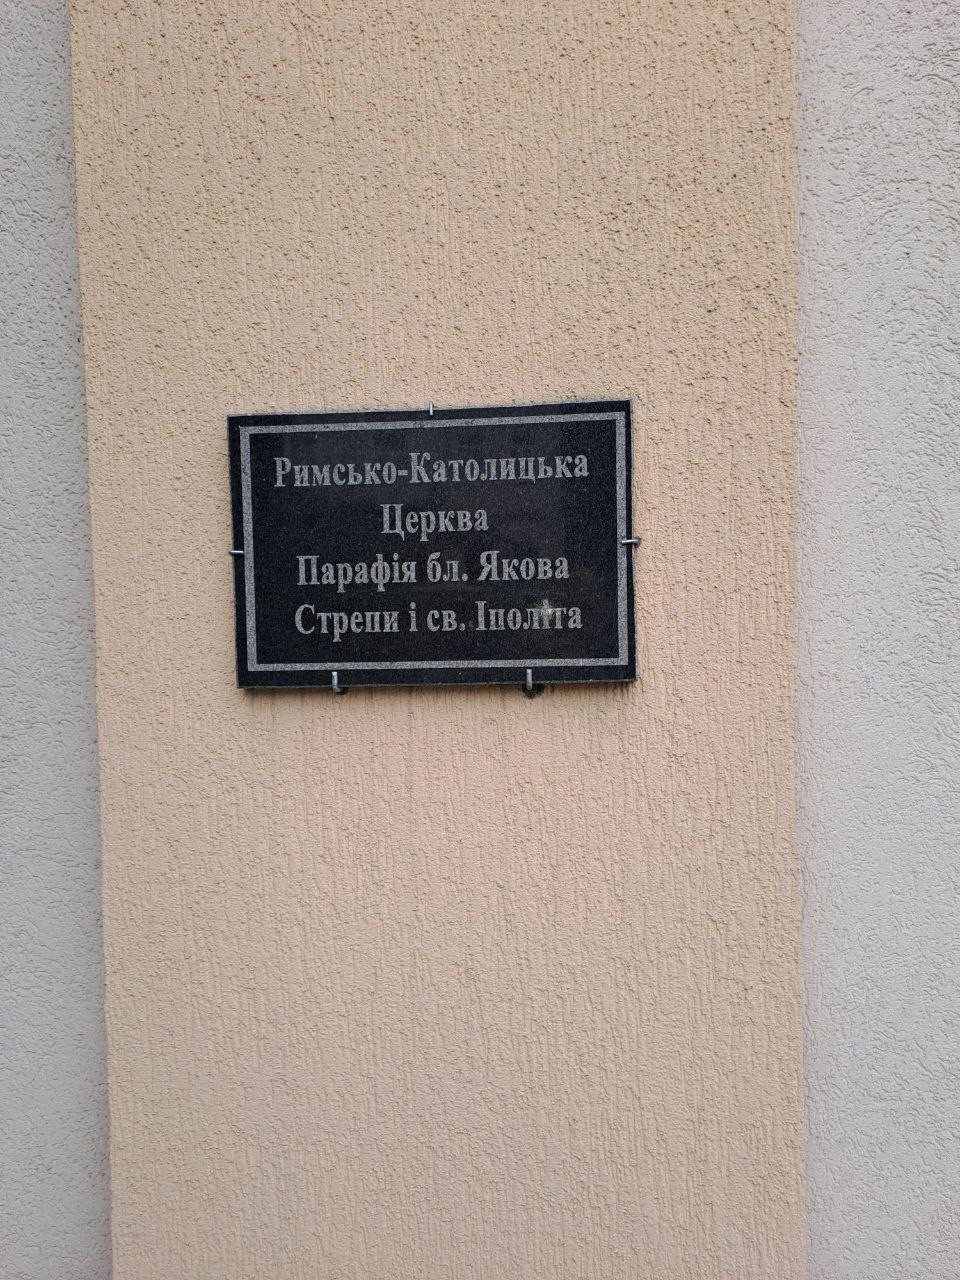 Римсько-Католицька
Церква
Парафія бл. Якова
Стрепи і св. Іполіта